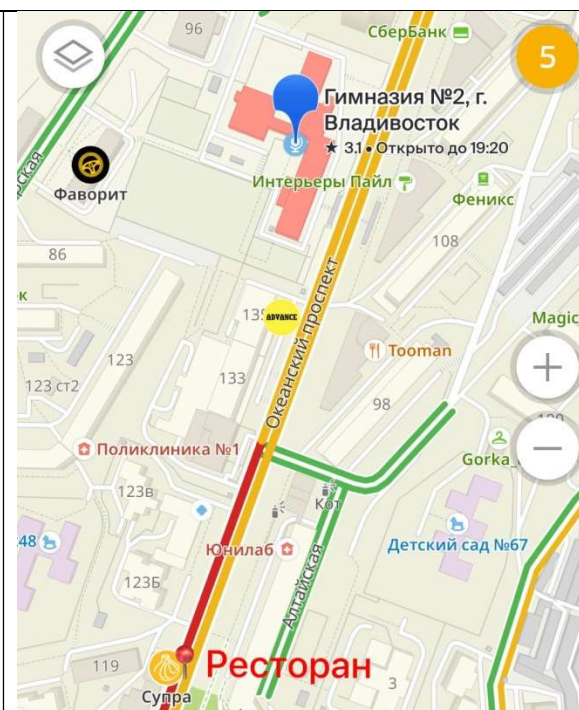 96
СберБанк
5
Гимназия №2, г.
Владивосток
★ 3.1 • Открыто до 19:20
Фаворит
Интерьеры Пайл
Феникс
86
108
Океанский проспект
ADVANCE
Magic
123
133
Tooman
123 ст2
98
Поликлиника №1
Gorka_
123в
Кот
248
Юнилаб
Детский сад №67
123Б
Алтайская
119
Ресторан
Супра
3